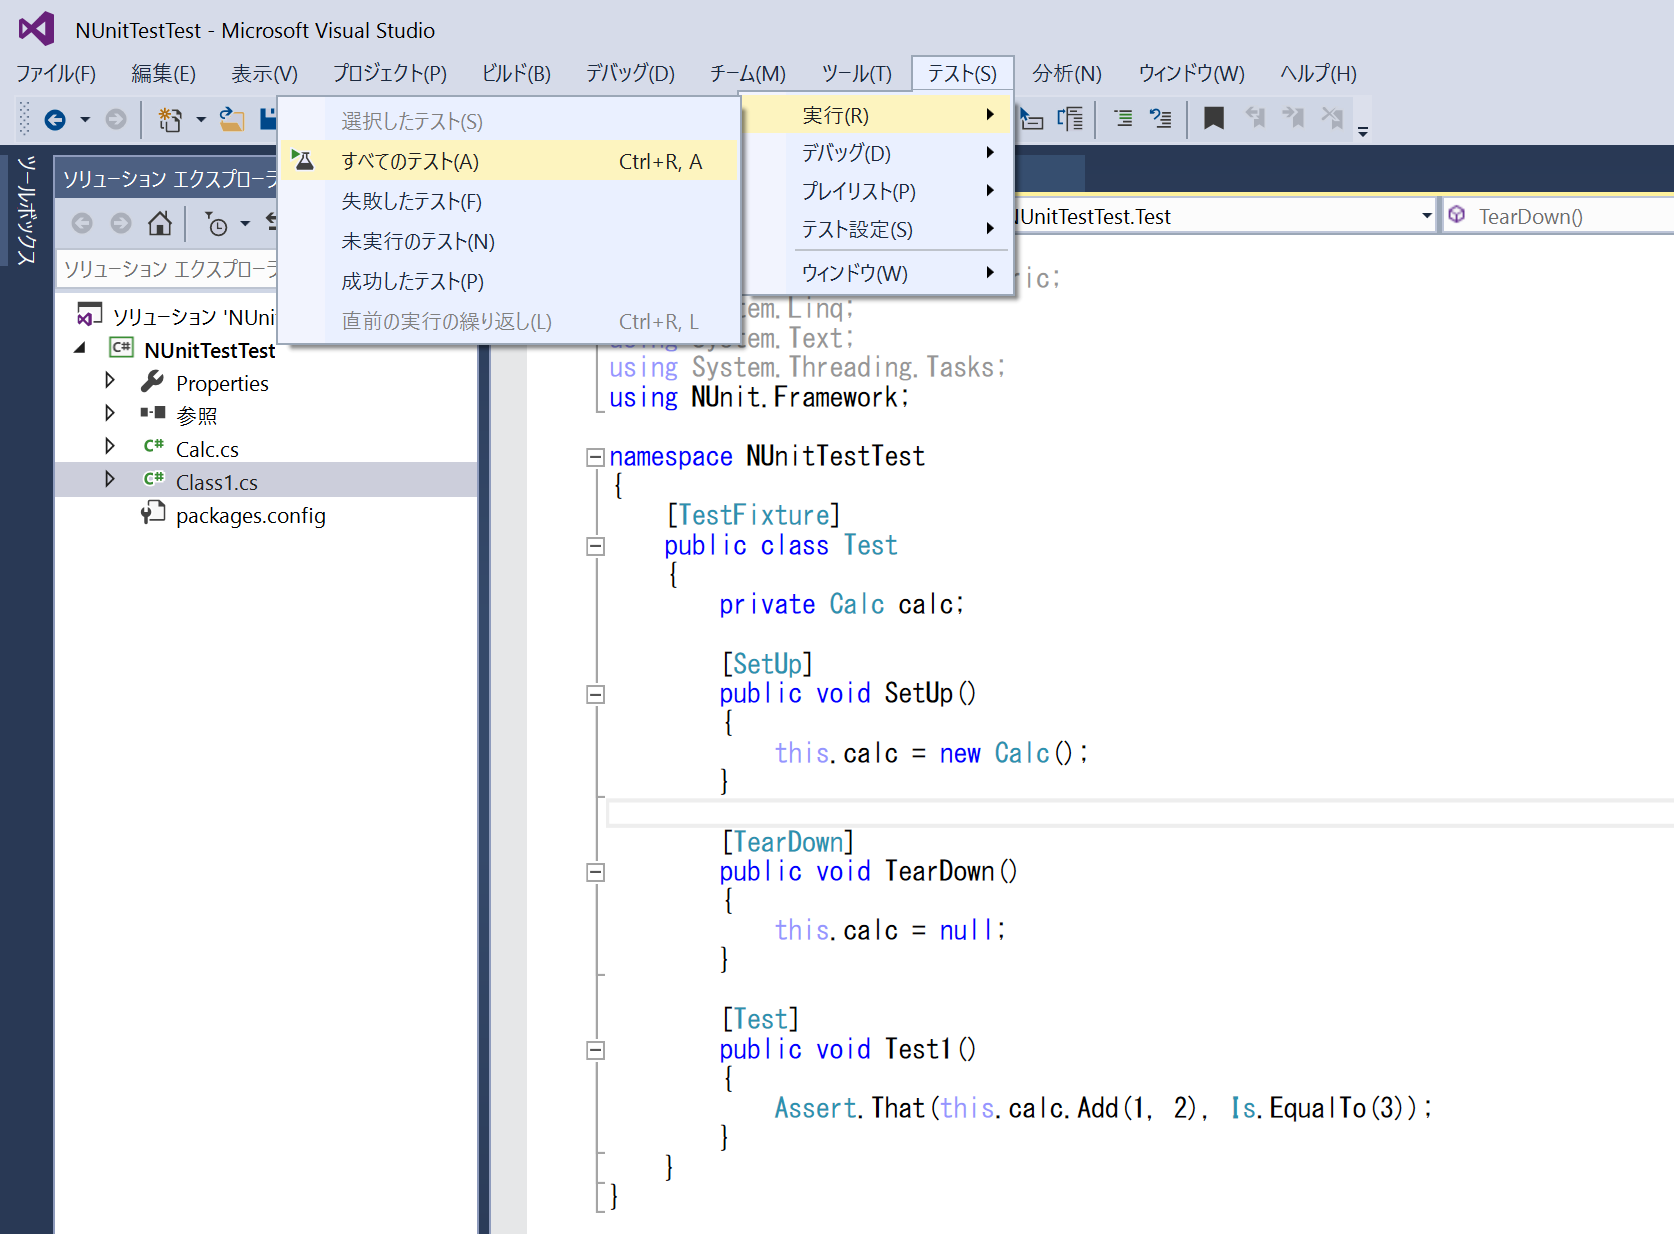 NUnitTestTest - Microsoft Visual Studio
ファイル(F) 編集(E) 表示(V) プロジェクト(P) ビルド(B) デバッグ(D) チーム(M) ツール(T) テスト(S) 分析(N) ウィンドウ(W) ヘルプ(H)
実行(R)
デバッグ(D)
プレイリスト(P)
テスト設定(S)
ウィンドウ(W)
選択したテスト(S)
すべてのテスト(A) Ctrl+R, A
失敗したテスト(F)
未実行のテスト(N)
成功したテスト(P)
直前の実行の繰り返し(L) Ctrl+R, L
ツールボックス
ソリューション エクスプローラ
ソリューション エクスプローラ
ソリューション 'NUni
C# NUnitTestTest
Properties
参照
C# Calc.cs
C# Class1.cs
packages.config
NUnitTestTest.Test
TearDown()
ric;
tem.Linq;
using System.Text;
using System.Threading.Tasks;
using NUnit.Framework;
namespace NUnitTestTest
{
[TestFixture]
public class Test
{
private Calc calc;
[SetUp]
public void SetUp()
{
this.calc = new Calc();
}
[TearDown]
public void TearDown()
{
this.calc = null;
}
[Test]
public void Test1()
{
Assert.That(this.calc.Add(1, 2), Is.EqualTo(3));
}
}
}